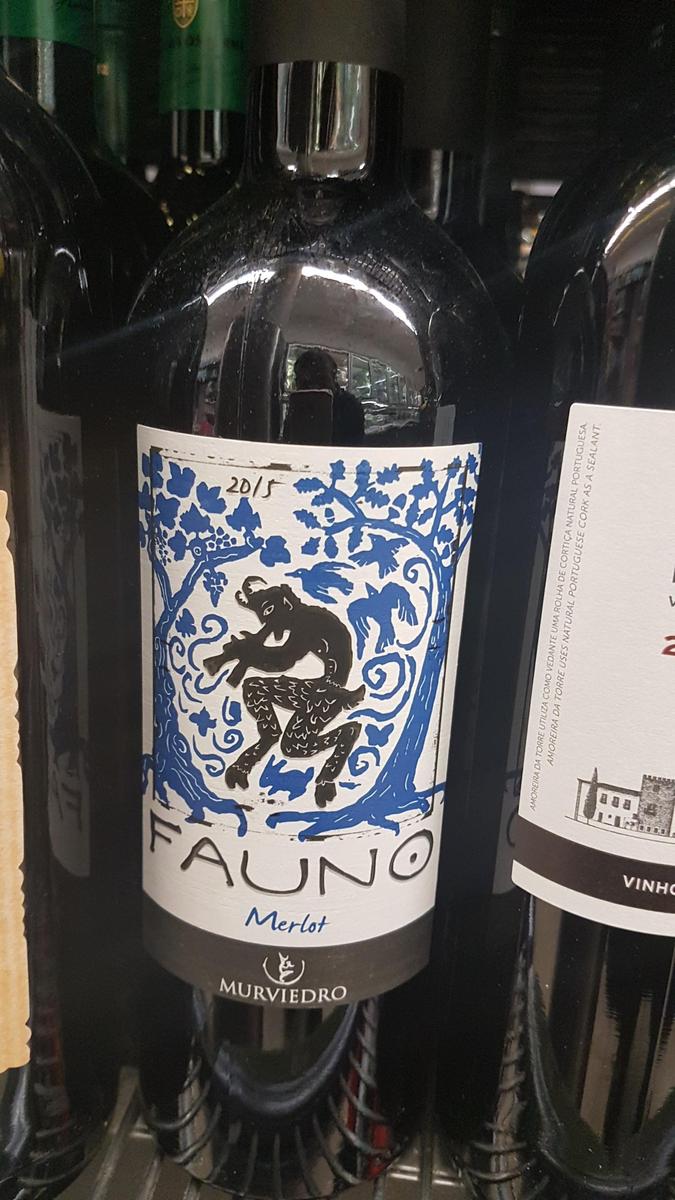 2015
FAUNO
Merlot
MURVIEDRO
AMOREIRA DA TORRE UTILIZA COMO VEDANTE UMA ROLHA DE CORTIÇA NATURAL PORTUGUESA.
AMOREIRA DA TORRE USES NATURAL PORTUGUESE CORK AS A SEALANT.